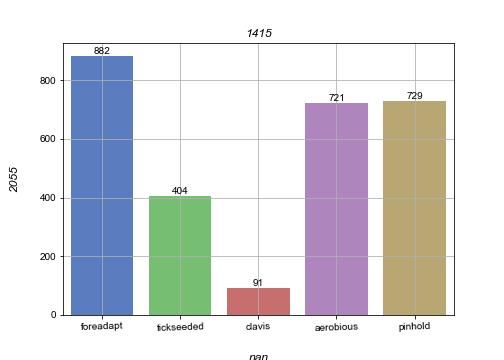 1415
882
404
91
721
729
2055
800
600
400
200
0
foreadapt
tickseeded
clavis
aerobious
pinhold
nan